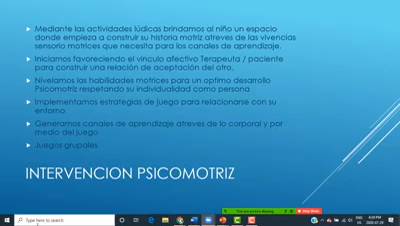 Mediante las actividades lúdicas brindamos al niño un espacio
donde empieza a construir su historia motriz atreves de las vivencias
sensorio motrices que necesita para los canales de aprendizaje.
Iniciamos favoreciendo el vinculo afectivo Terapeuta / paciente
para construir una relación de aceptación del otro.
Nivelamos las habilidades motrices para un optimo desarrollo
Psicomotriz respetando su individualidad como persona
Implementamos estrategias de juego para relacionarse con su
entorno
Generamos canales de aprendizaje atreves de lo corporal y por
medio del juego
Juegos grupales
INTERVENCION PSICOMOTRIZ
Type here to search
ENG